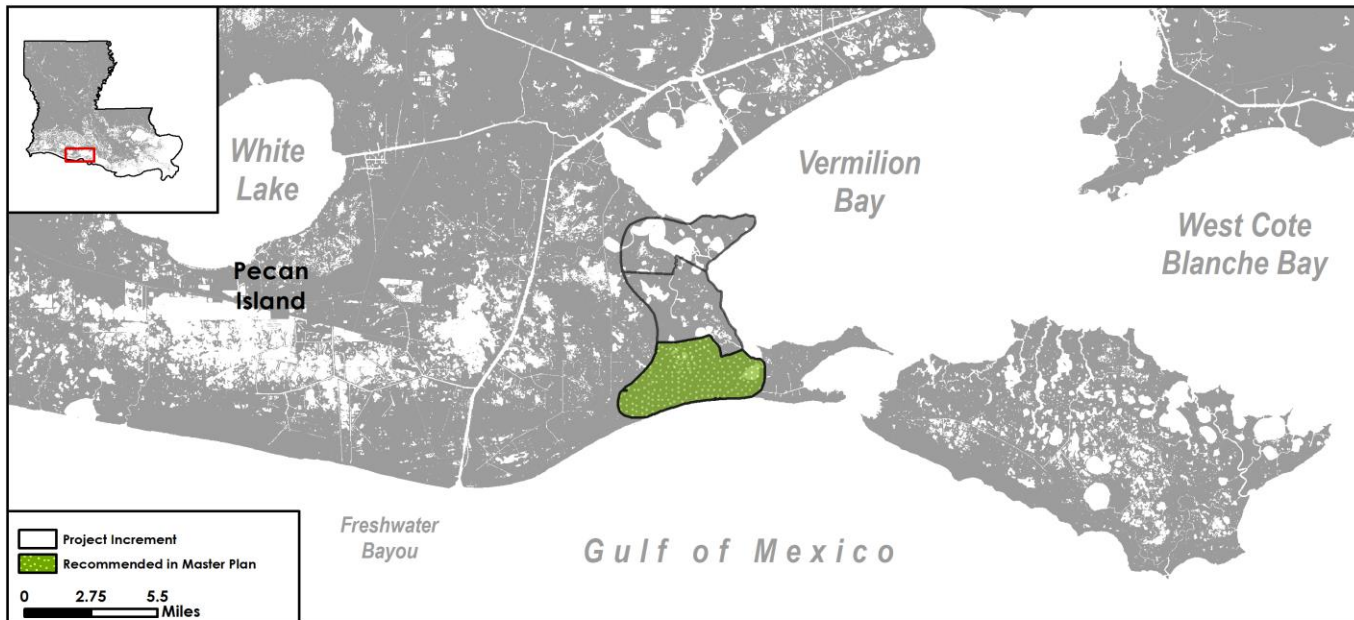 White
Lake
Vermilion
Bay
West Cote
Blanche Bay
Pecan
Island
Freshwater
Bayou
Gulf of Mexico
Project Increment
Recommended in Master Plan
0 2.75 5.5
Miles